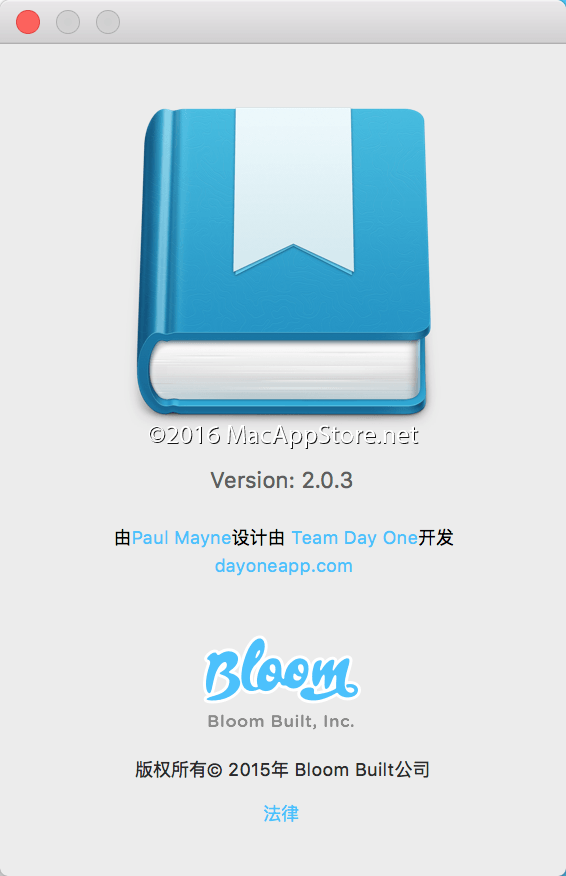 ©2016 MacAppStore.net
Version: 2.0.3
由Paul Mayne设计由 Team Day One开发
dayoneapp.com
Bloom
Bloom Built, Inc.
版权所有© 2015年 Bloom Built公司
法律